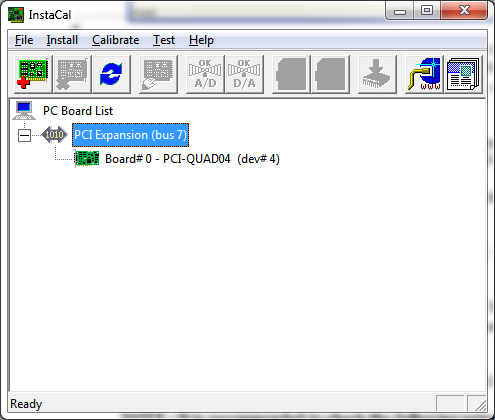 InstaCal
File Install Calibrate Test Help
OK A/D OK D/A
PC Board List
1010 PCI Expansion (bus 7)
Board# 0 - PCI-QUAD04 (dev# 4)
Ready